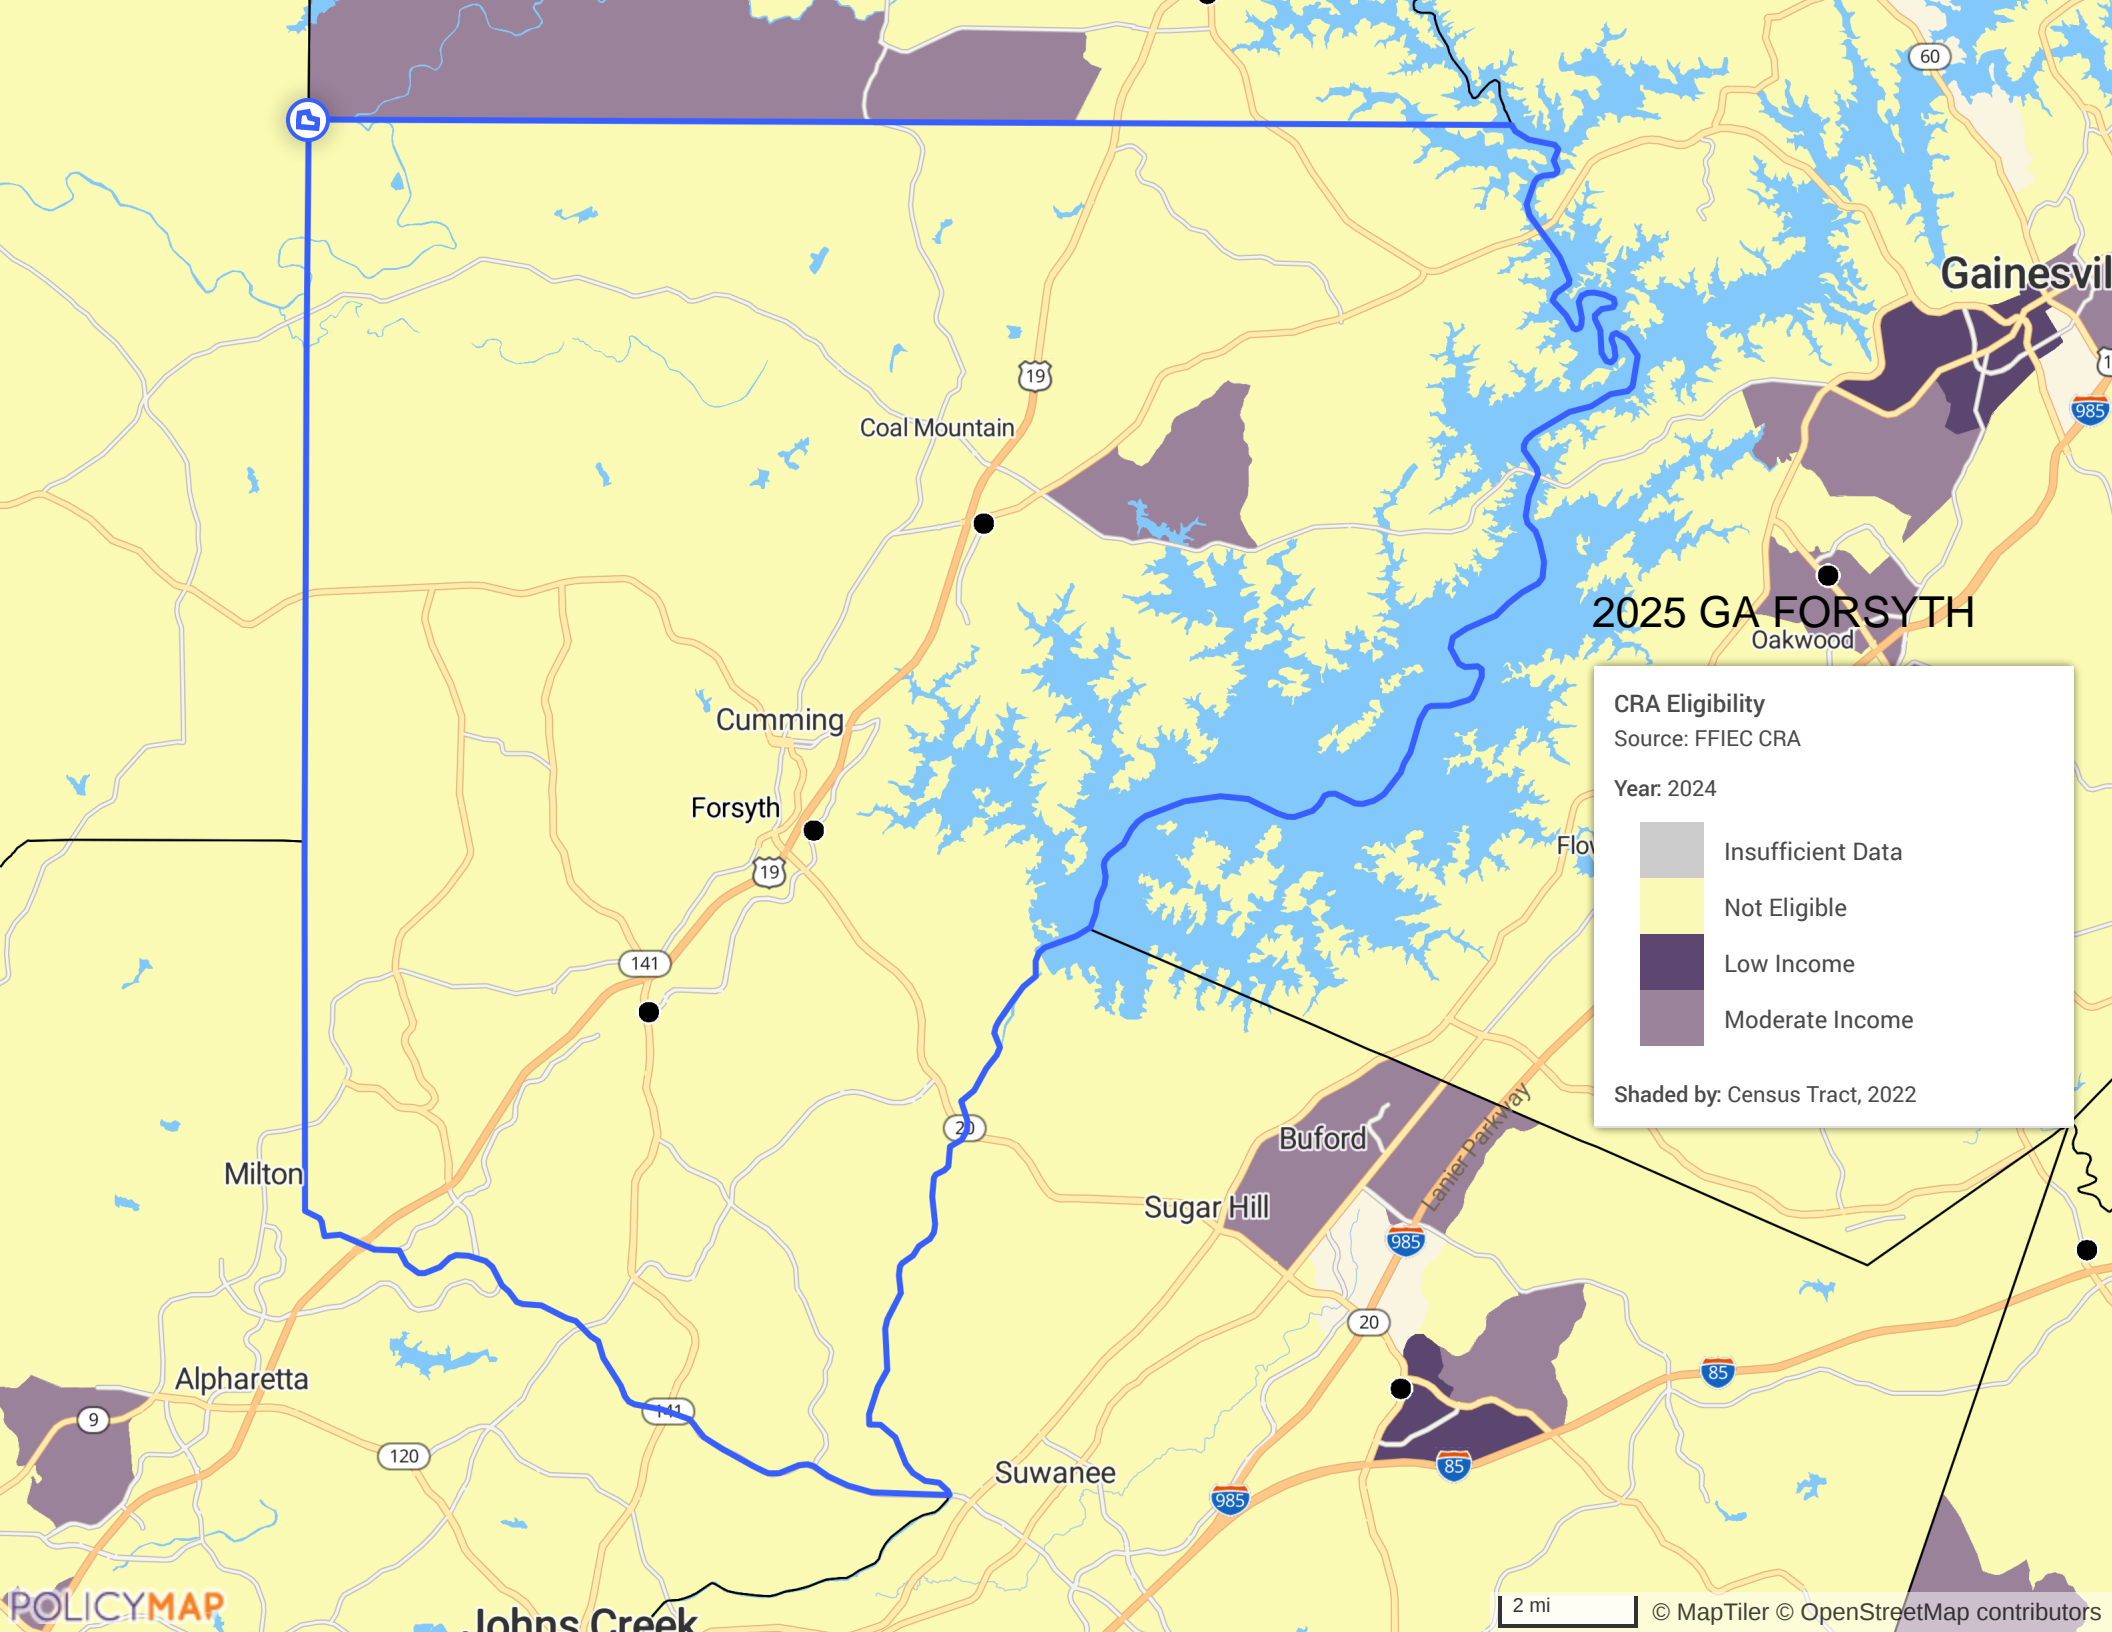 60
Gainesvil
19
985
Coal Mountain
2025 GA FORSYTH
Oakwood
CRA Eligibility
Source: FFIEC CRA
Year: 2024
Insufficient Data
Not Eligible
Low Income
Moderate Income
Shaded by: Census Tract, 2022
Cumming
Forsyth
19
Flow
141
20
Buford
Lanier Parkway
Milton
Sugar Hill
985
20
Alpharetta
85
9
141
120
Suwanee
85
985
POLICYMAP
Johns Creek
2 mi
© MapTiler © OpenStreetMap contributors